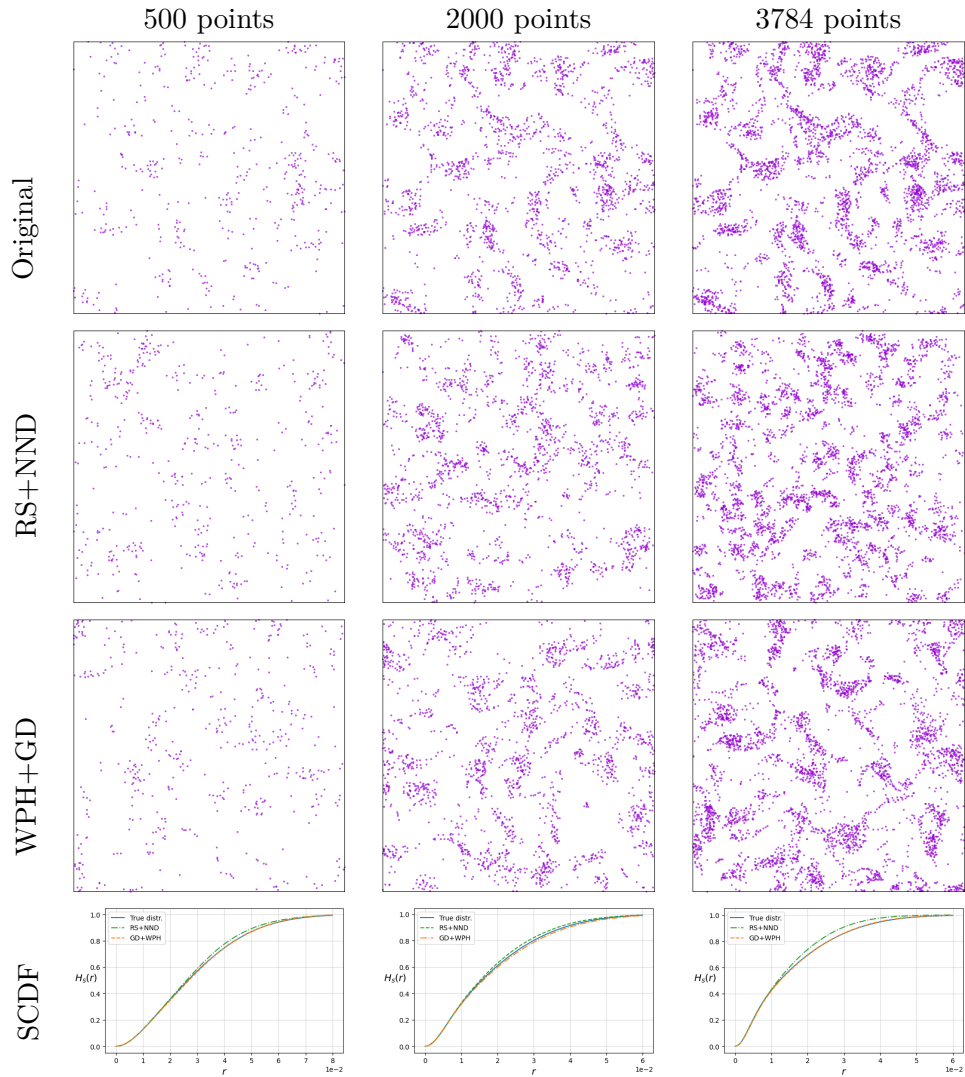 500 points 2000 points 3784 points
Original
RS+NND
WPH+GD
SCDF
H_s(r)
1.0
0.8
0.6
0.4
0.2
0.0
True distr.
RS+NND
GD+WPH
0 1 2 3 4 5 6 7 8
1e−2
r
H_s(r)
1.0
0.8
0.6
0.4
0.2
0.0
True distr.
RS+NND
GD+WPH
0 1 2 3 4 5 6
1e−2
r
H_s(r)
1.0
0.8
0.6
0.4
0.2
0.0
True distr.
RS+NND
GD+WPH
0 1 2 3 4 5 6
1e−2
r